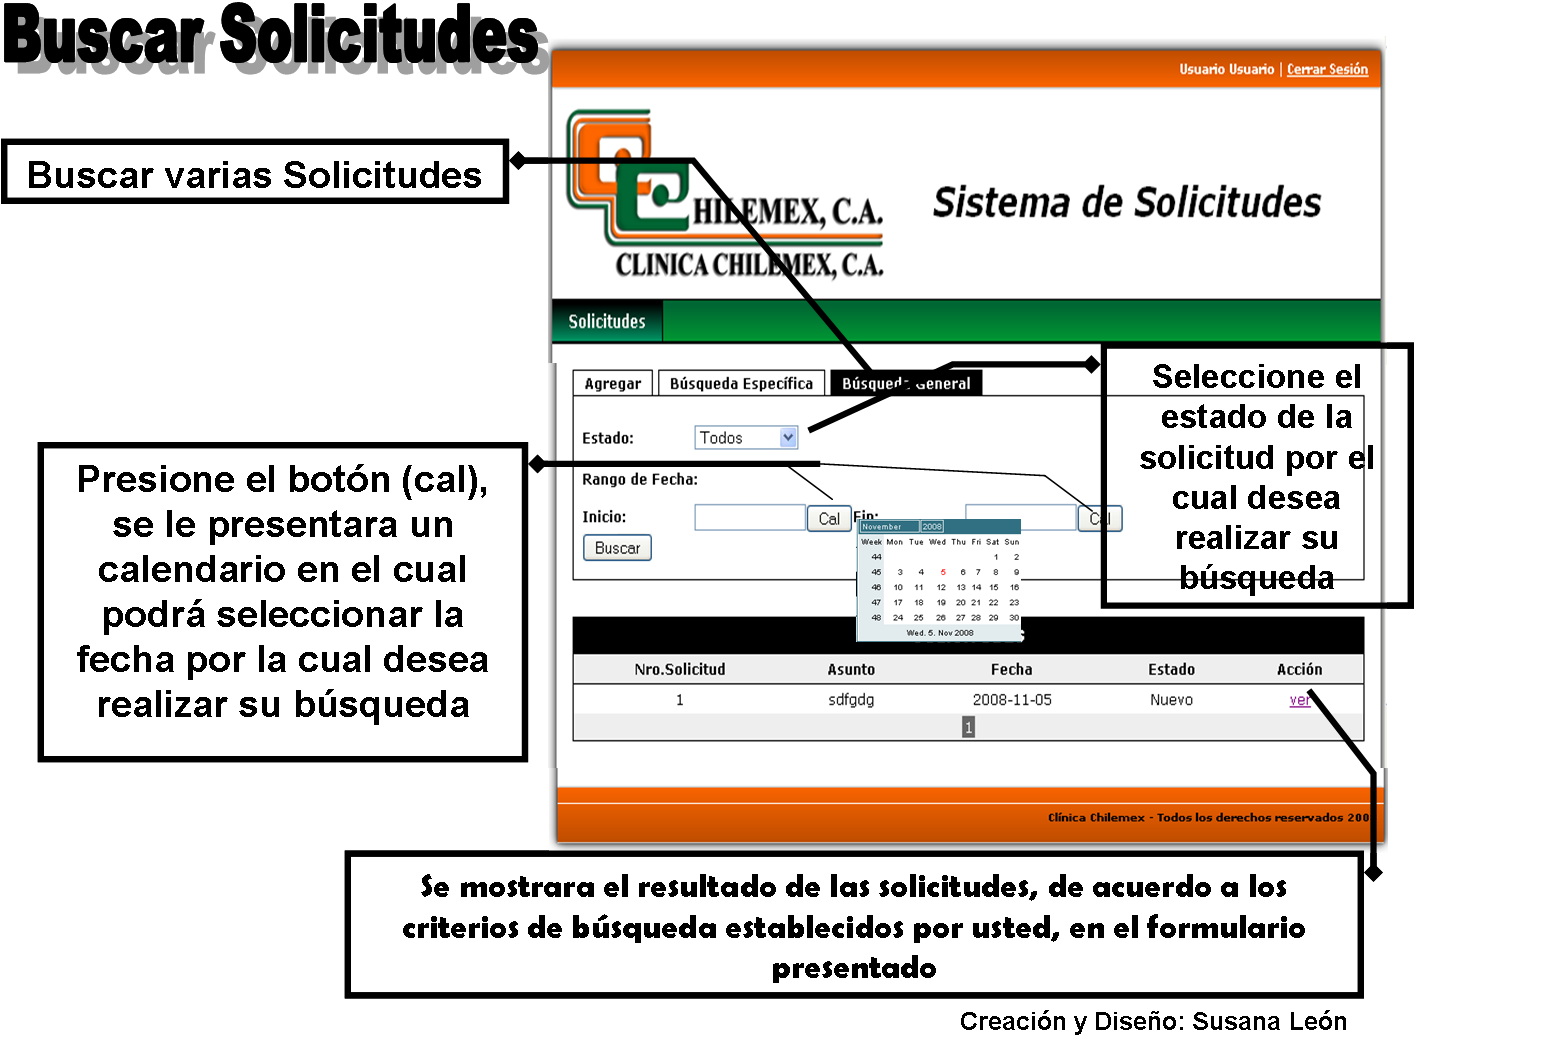 Buscar Solicitudes
Usuario Usuario | Cerrar Sesión
Buscar varias Solicitudes
HILEMEX, C.A.
CLINICA CHILEMEX, C.A.
Sistema de Solicitudes
Solicitudes
Agregar
Búsqueda Específica
Búsqueda General
Seleccione el
estado de la
solicitud por el
cual desea
realizar su
búsqueda
Estado:
Todos
Rango de Fecha:
Inicio:
Cal
Fin:
Cal
Buscar
Presione el botón (cal),
se le presentara un
calendario en el cual
podrá seleccionar la
fecha por la cual desea
realizar su búsqueda
November 2008
Week Mon Tue Wed Thu Fri Sat Sun
44 1 2
45 3 4 5 6 7 8 9
46 10 11 12 13 14 15 16
47 17 18 19 20 21 22 23
48 24 25 26 27 28 29 30
Wed. 5. Nov 2008
Nro.Solicitud Asunto Fecha Estado Acción
1 sdfgdg 2008-11-05 Nuevo ver
1
Clínica Chilemex - Todos los derechos reservados 200
Se mostrara el resultado de las solicitudes, de acuerdo a los
criterios de búsqueda establecidos por usted, en el formulario
presentado
Creación y Diseño: Susana León